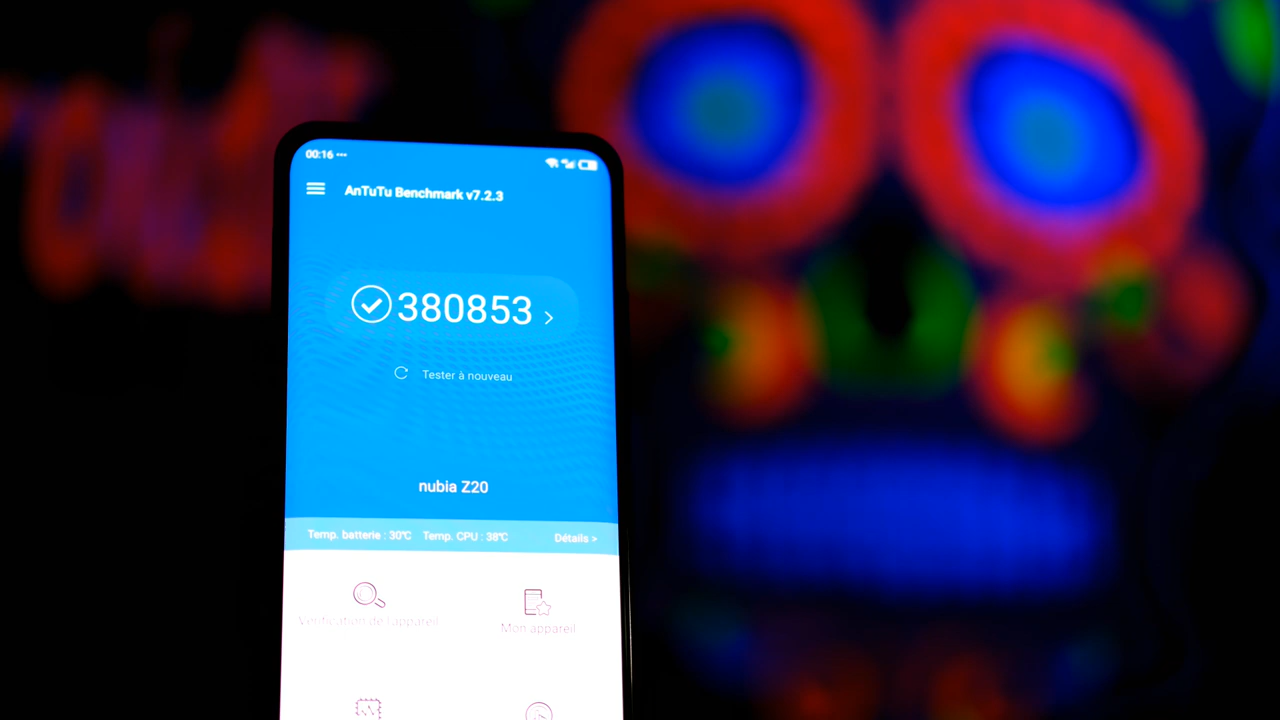 00:16 ···
AnTuTu Benchmark v7.2.3
380853 >
Tester à nouveau
nubia Z20
Temp. batterie : 30℃ Temp. CPU : 38℃ Détails >
Vérification de l'appareil
Mon appareil